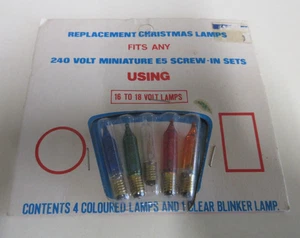 REPLACEMENT CHRISTMAS LAMPS
FITS ANY
240 VOLT MINIATURE E5 SCREW-IN SETS
USING
16 TO 18 VOLT LAMPS
CONTENTS 4 COLOURED LAMPS AND 1 CLEAR BLINKER LAMP